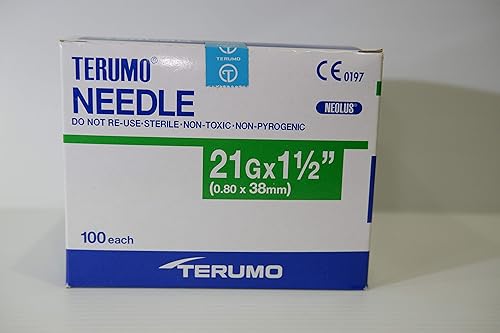 TERUMO®
NEEDLE
DO NOT RE-USE·STERILE·NON-TOXIC·NON-PYROGENIC
TERUMO
T
CE 0197
NEOLUS®
21G×1½”
(0.80 x 38mm)
100 each
TERUMO